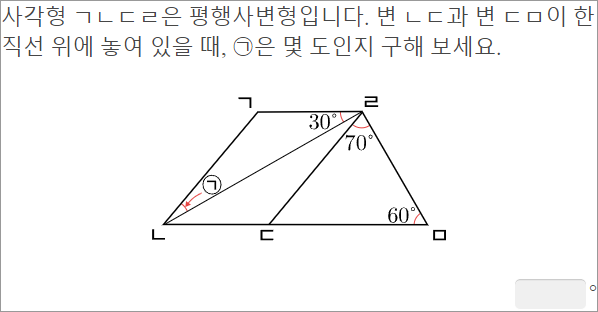 사각형 ㄱㄴㄷㄹ은 평행사변형입니다. 변 ㄴㄷ과 변 ㄷㅁ이 한
직선 위에 놓여 있을 때, ㉠은 몇 도인지 구해 보세요.
ㄱ
ㄹ
30°
70°
㉠
60°
ㄴ
ㄷ
ㅁ
°